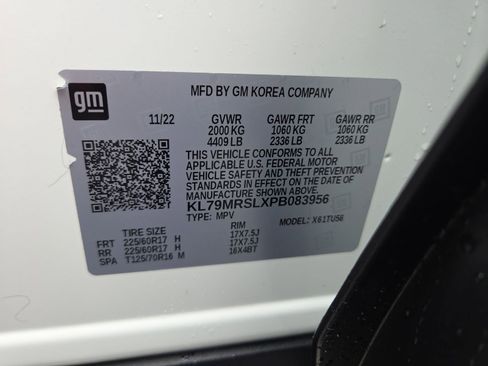 gm
MFD BY GM KOREA COMPANY
11/22 GVWR GAWR FRT GAWR RR
2000 KG 1060 KG 1060 KG
4409 LB 2336 LB 2336 LB
THIS VEHICLE CONFORMS TO ALL
APPLICABLE U.S. FEDERAL MOTOR
VEHICLE SAFETY AND THEFT PREVENTION
STANDARDS IN EFFECT ON THE DATE OF
MANUFACTURE SHOWN ABOVE.
KL79MRSLXPB083956
TYPE: MPV MODEL: X61TU56
TIRE SIZE RIM
FRT 225/60R17 H 17X7.5J
RR 225/60R17 H 17X7.5J
SPA T125/70R16 M 16X4BT